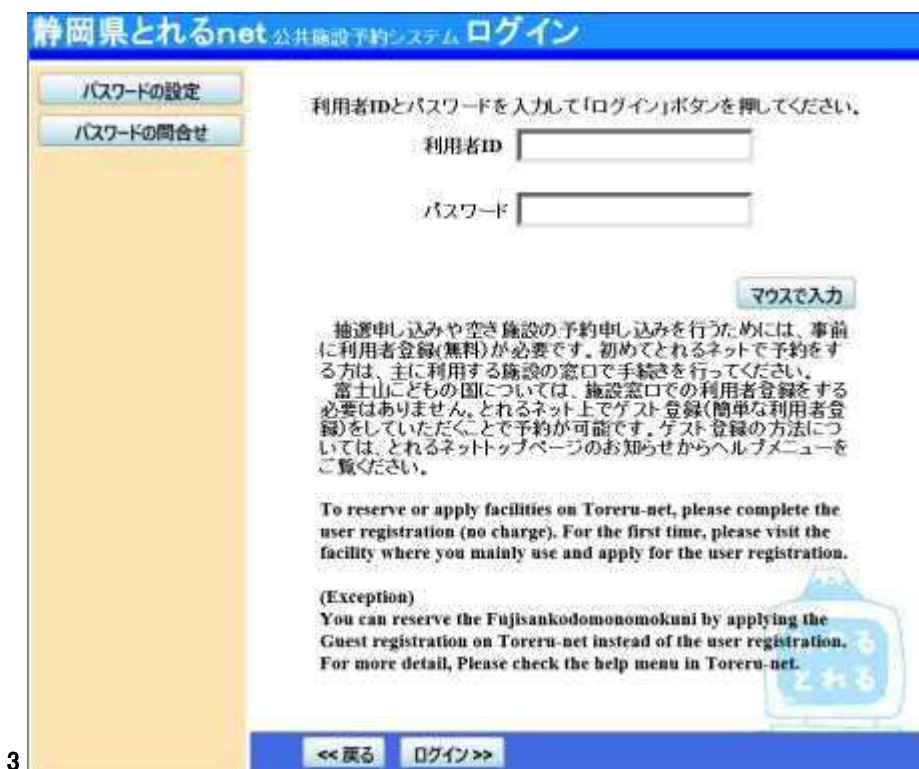 静岡県とれるnet 公共施設予約システム ログイン
パスワードの設定
パスワードの問合せ
利用者IDとパスワードを入力して「ログイン」ボタンを押してください。
利用者ID
パスワード
マウスで入力
抽選申し込みや空き施設の予約申し込みを行うためには、事前
に利用者登録(無料)が必要です。初めてとれるネットで予約をす
る方は、主に利用する施設の窓口で手続きを行ってください。
富士山こどもの国については、施設窓口での利用者登録をする
必要はありません。とれるネット上でゲスト登録(簡単な利用者登
録)をしていただくことで予約が可能です。ゲスト登録の方法につ
いては、とれるネットトップページのお知らせからヘルプメニューを
ご覧ください。
To reserve or apply facilities on Toreru-net, please complete the
user registration (no charge). For the first time, please visit the
facility where you mainly use and apply for the user registration.
(Exception)
You can reserve the Fujisankodomonomokuni by applying the
Guest registration on Toreru-net instead of the user registration.
For more detail, Please check the help menu in Toreru-net.
とれる
<< 戻る
ログイン >>
3